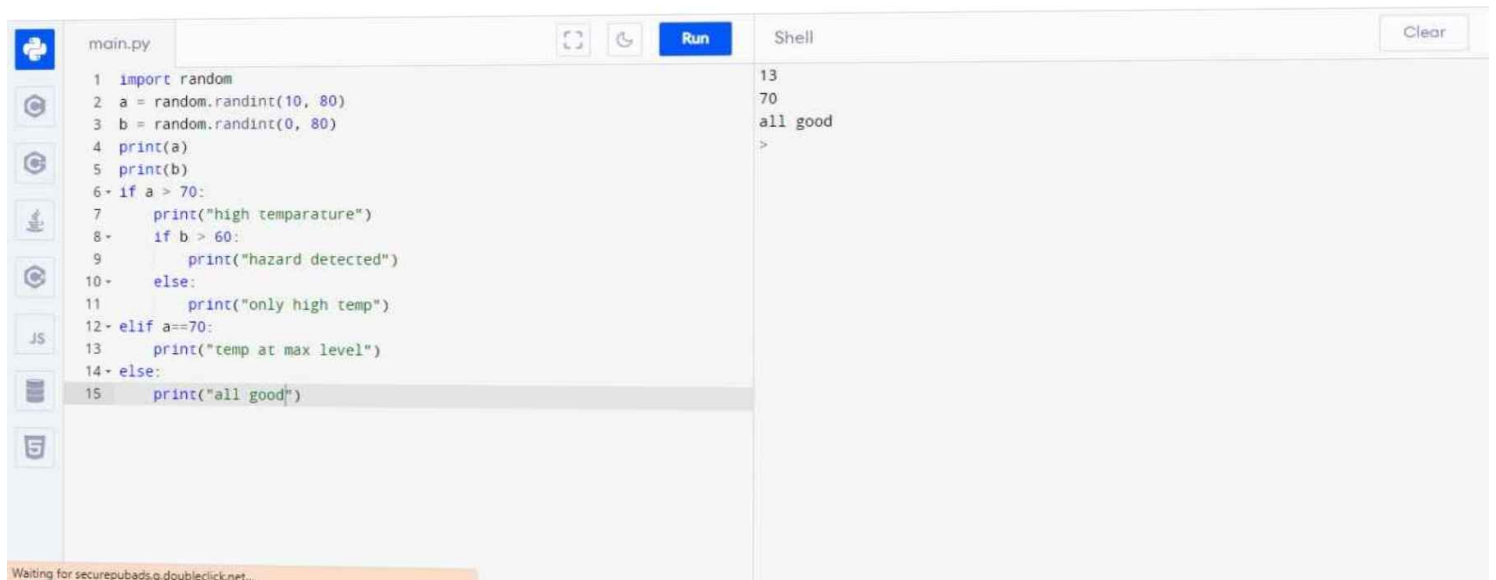 main.py
Run
Shell
Clear
1 import random
2 a = random.randint(10, 80)
3 b = random.randint(0, 80)
4 print(a)
5 print(b)
6 if a > 70:
7     print("high temparature")
8     if b > 60:
9         print("hazard detected")
10     else:
11         print("only high temp")
12 elif a==70:
13     print("temp at max level")
14 else:
15     print("all good")
13
70
all good
>
JS
5
Waiting for securepubads.g.doubleclick.net...